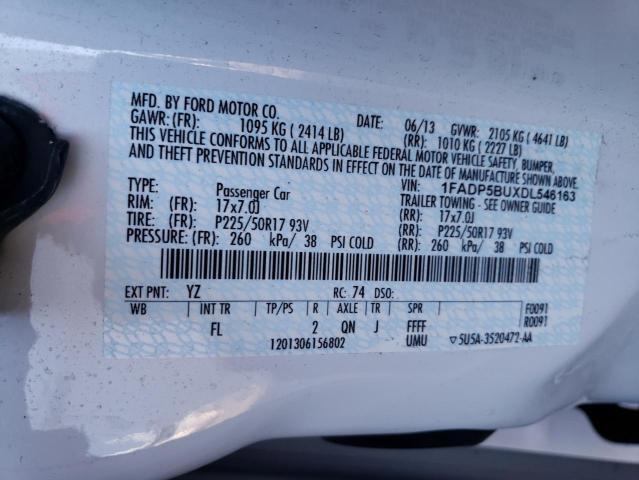 MFD. BY FORD MOTOR CO. DATE: 06/13 GVWR: 2105 KG ( 4641 LB)
GAWR: (FR): 1095 KG ( 2414 LB) (RR): 1010 KG ( 2227 LB)
THIS VEHICLE CONFORMS TO ALL APPLICABLE FEDERAL MOTOR VEHICLE SAFETY, BUMPER,
AND THEFT PREVENTION STANDARDS IN EFFECT ON THE DATE OF MANUFACTURE SHOWN ABOVE.
VIN: 1FADP5BUXDL546163
TYPE: Passenger Car TRAILER TOWING - SEE OWNER GUIDE
RIM: (FR): 17x7.0J (RR): 17x7.0J
TIRE: (FR): P225/50R17 93V (RR): P225/50R17 93V
PRESSURE: (FR): 260 kPa/ 38 PSI COLD (RR): 260 kPa/ 38 PSI COLD
EXT PNT: YZ RC: 74 DSO:
WB INT TR TP/PS R AXLE TR SPR F0091
FL 2 QN J FFFF R0091
1201306156802 UMU ▽5U5A-3520472-AA